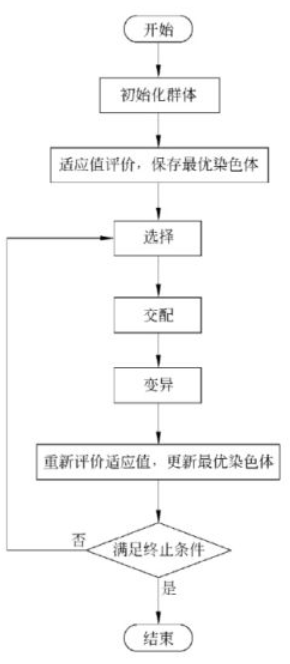 开始
初始化群体
适应值评价，保存最优染色体
选择
交配
变异
重新评价适应值，更新最优染色体
否
满足终止条件
是
结束